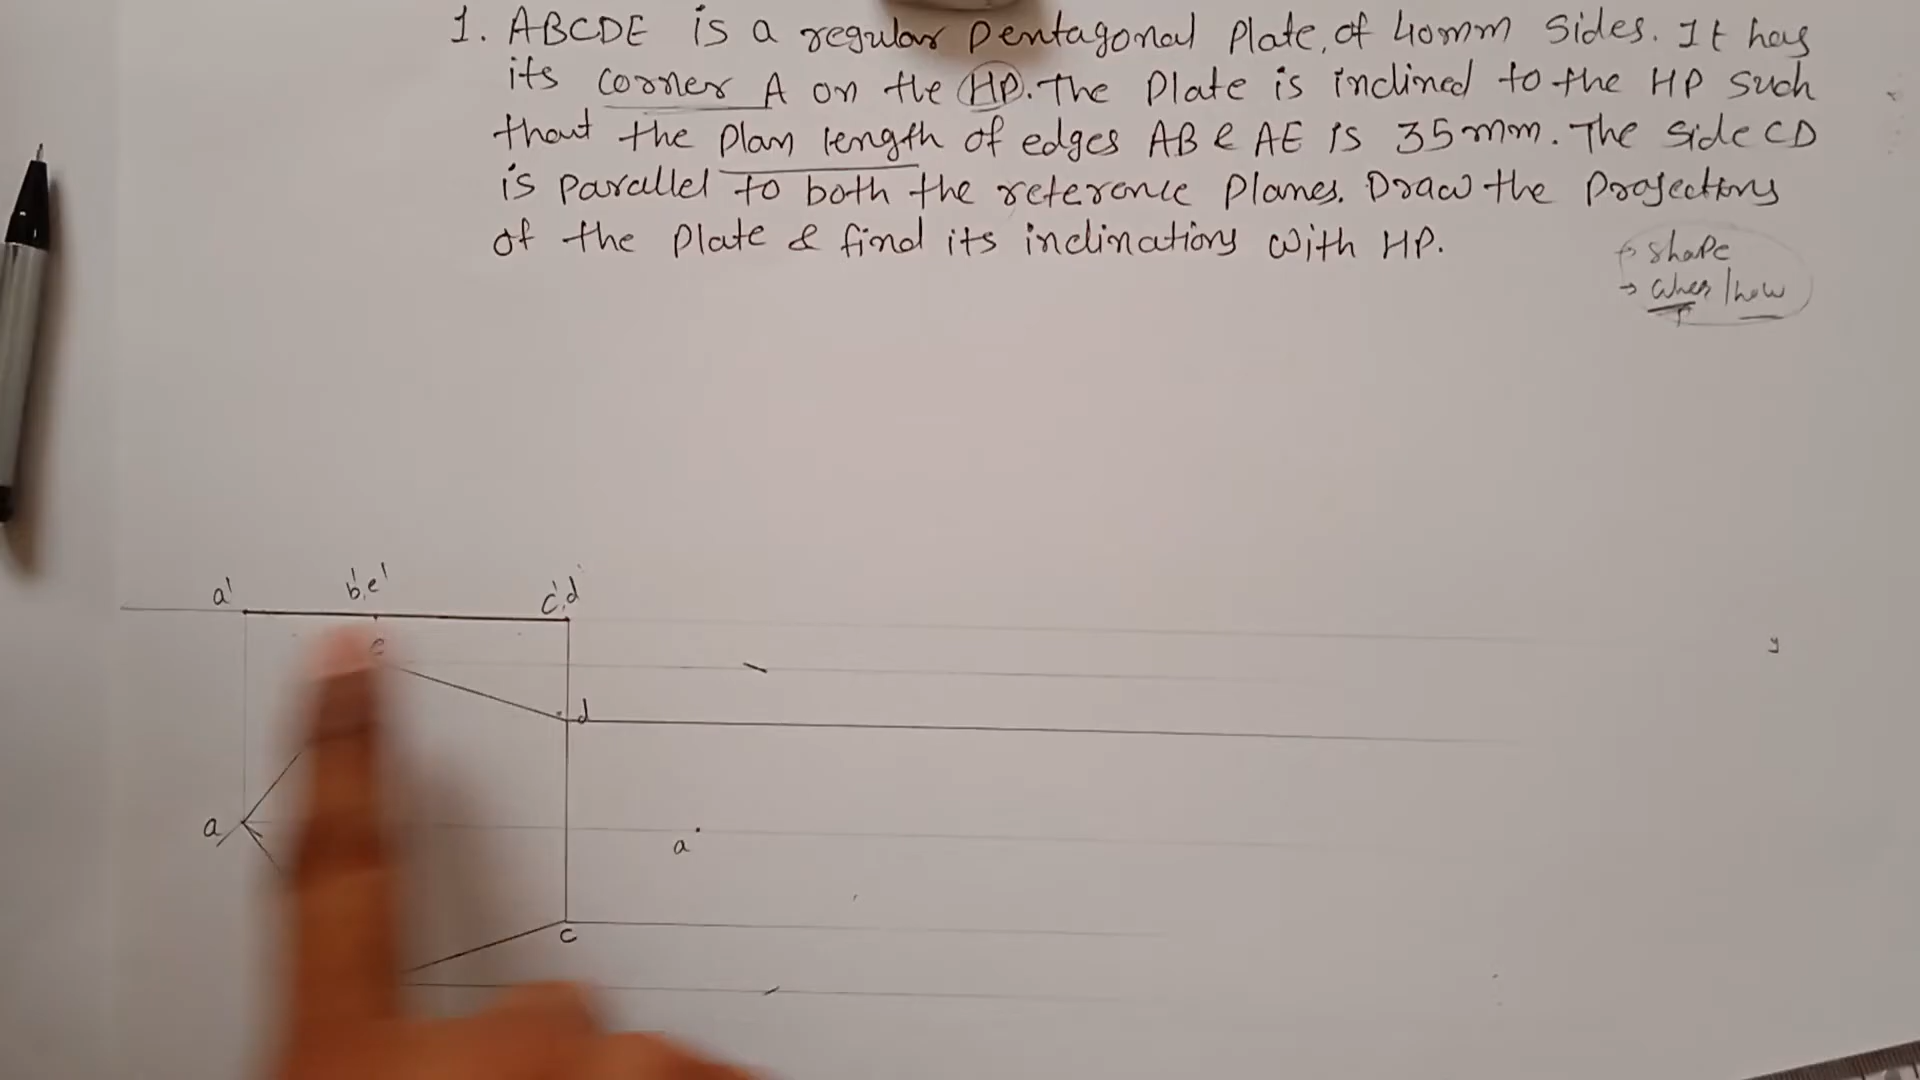 1. ABCDE is a regular pentagonal plate, of 40mm sides. It has
its corner A on the HP. The plate is inclined to the HP such
that the plan length of edges AB & AE is 35mm. The side CD
is parallel to both the reference planes. Draw the projections
of the plate & find its inclinations with HP.
→ shape
→ when/how
a' b',e' c',d'
e y
d
a a
c